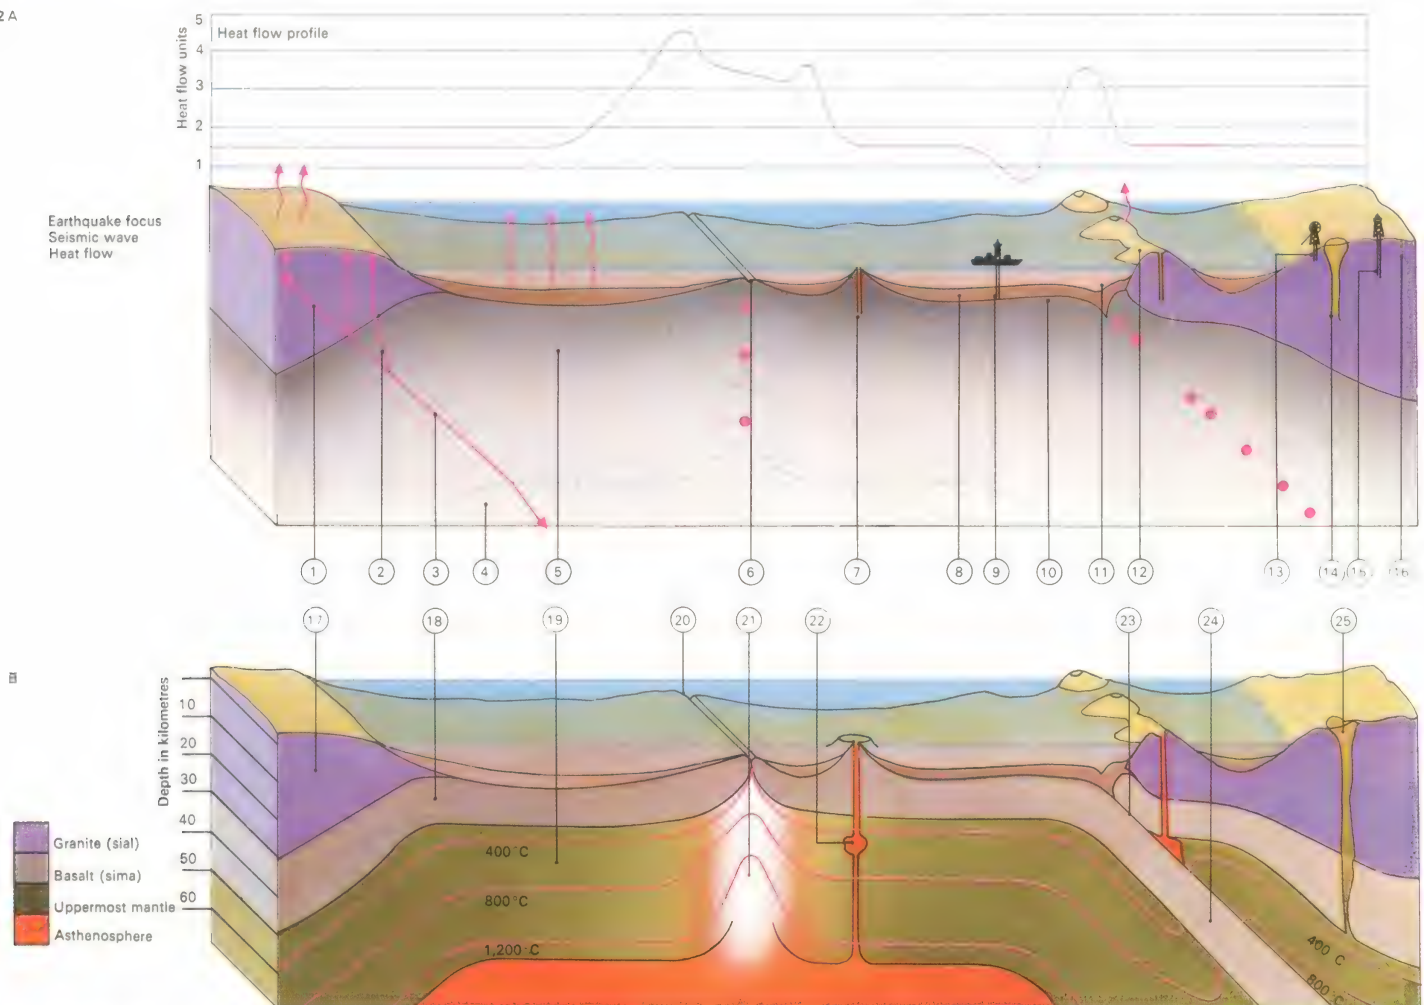 2 A
5
Heat flow profile
Heat flow units
4
3
2
1
Earthquake focus
Seismic wave
Heat flow
1 2 3 4 5 6 7 8 9 10 11 12 13 14 15 16
17 18 19 20 21 22 23 24 25
B
Depth in kilometres
10
20
30
40
50
60
Granite (sial)
Basalt (sima)
Uppermost mantle
Asthenosphere
400°C
800°C
1,200°C
400 C
800°